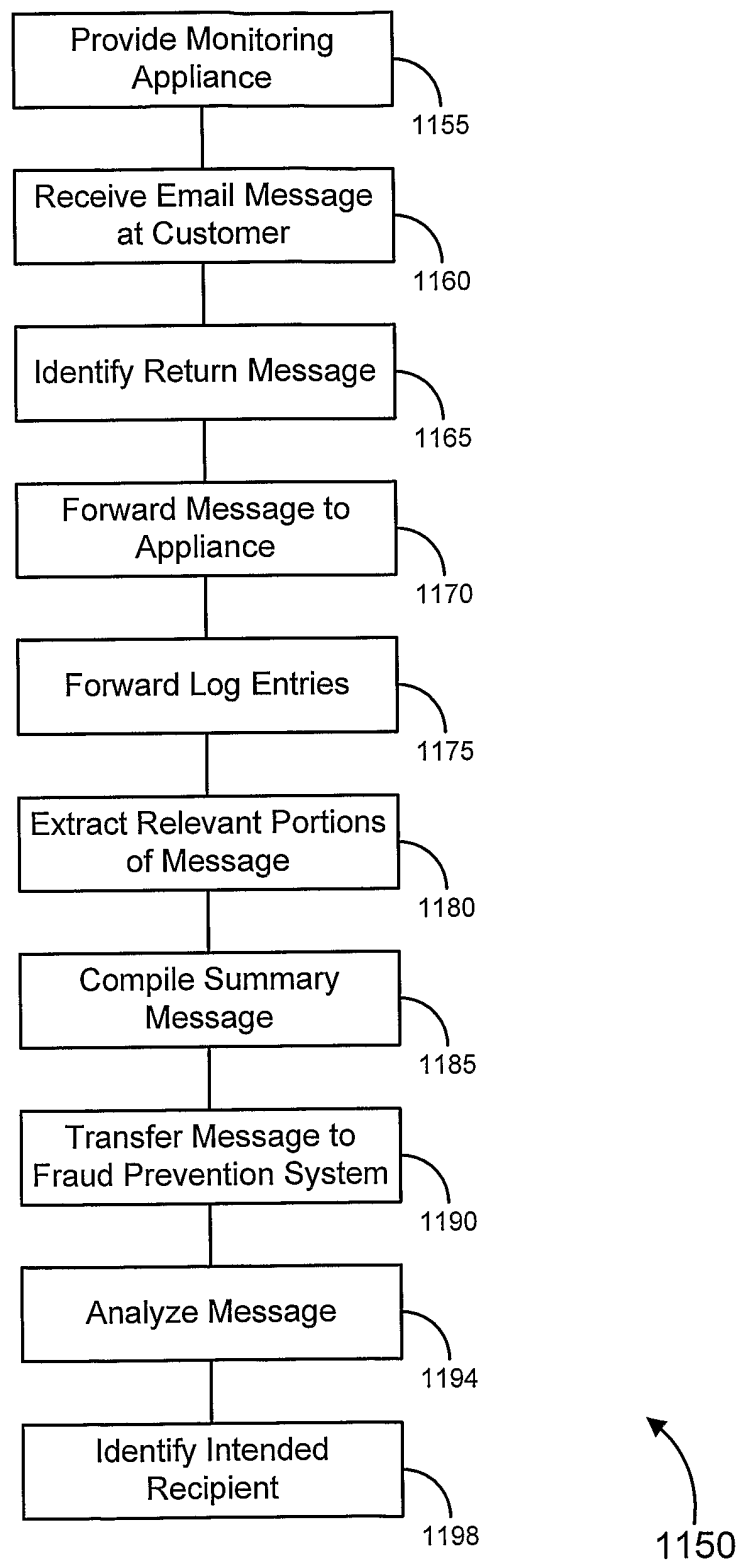 Provide Monitoring
Appliance
1155
Receive Email Message
at Customer
1160
Identify Return Message
1165
Forward Message to
Appliance
1170
Forward Log Entries
1175
Extract Relevant Portions
of Message
1180
Compile Summary
Message
1185
Transfer Message to
Fraud Prevention System
1190
Analyze Message
1194
Identify Intended
Recipient
1198
1150